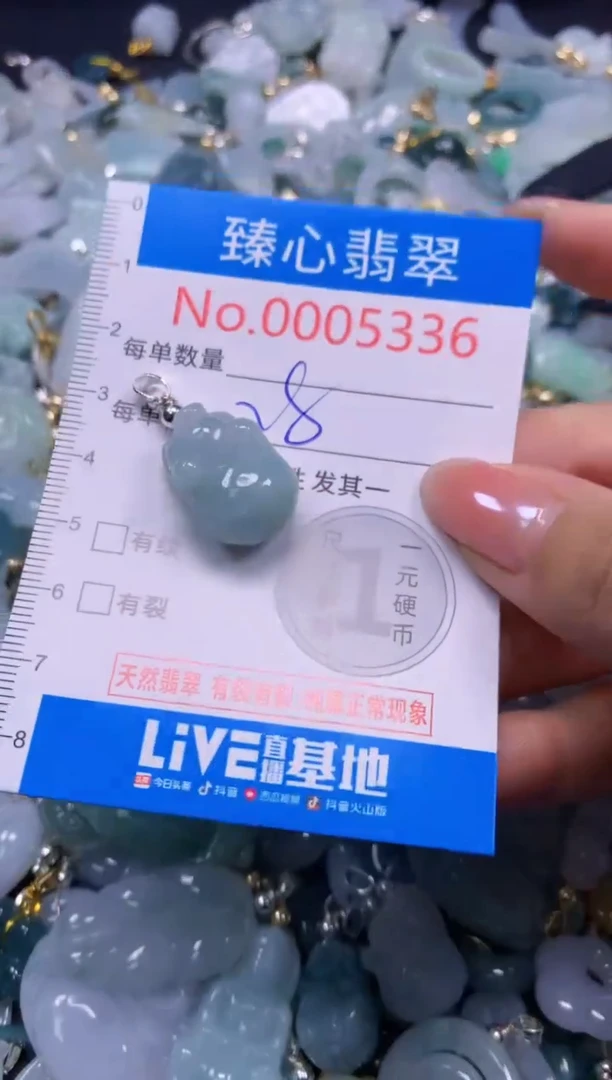 0
臻心翡翠
1
No.0005336
2
每单数量
3
每单
28
4
发其一
5
有纹
一元硬币
1
6
有裂
7
天然翡翠 有纹有裂 正常现象
8
LiVE直播基地
今日头条 抖音 西瓜视频 抖音火山版